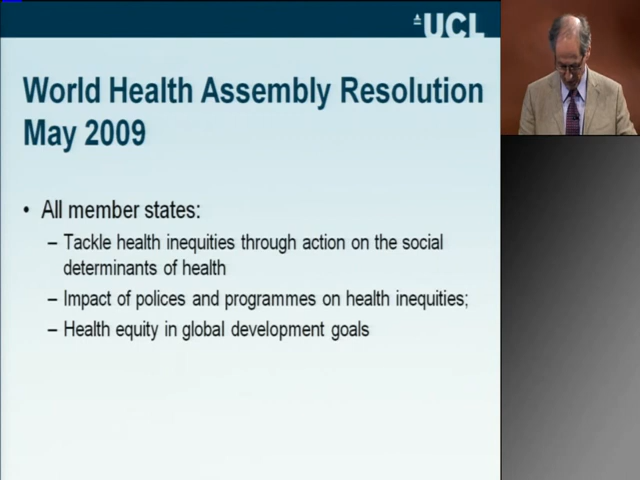 UCL
World Health Assembly Resolution
May 2009
• All member states:
– Tackle health inequities through action on the social
determinants of health
– Impact of polices and programmes on health inequities;
– Health equity in global development goals